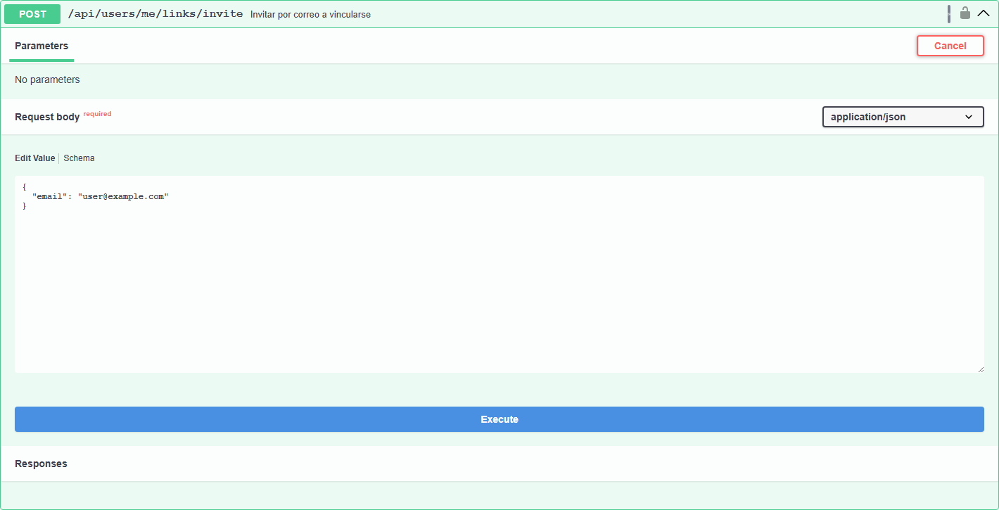 POST /api/users/me/links/invite Invitar por correo a vincularse
Parameters
Cancel
No parameters
Request body required
application/json
Edit Value Schema
{
  "email": "user@example.com"
}
Execute
Responses